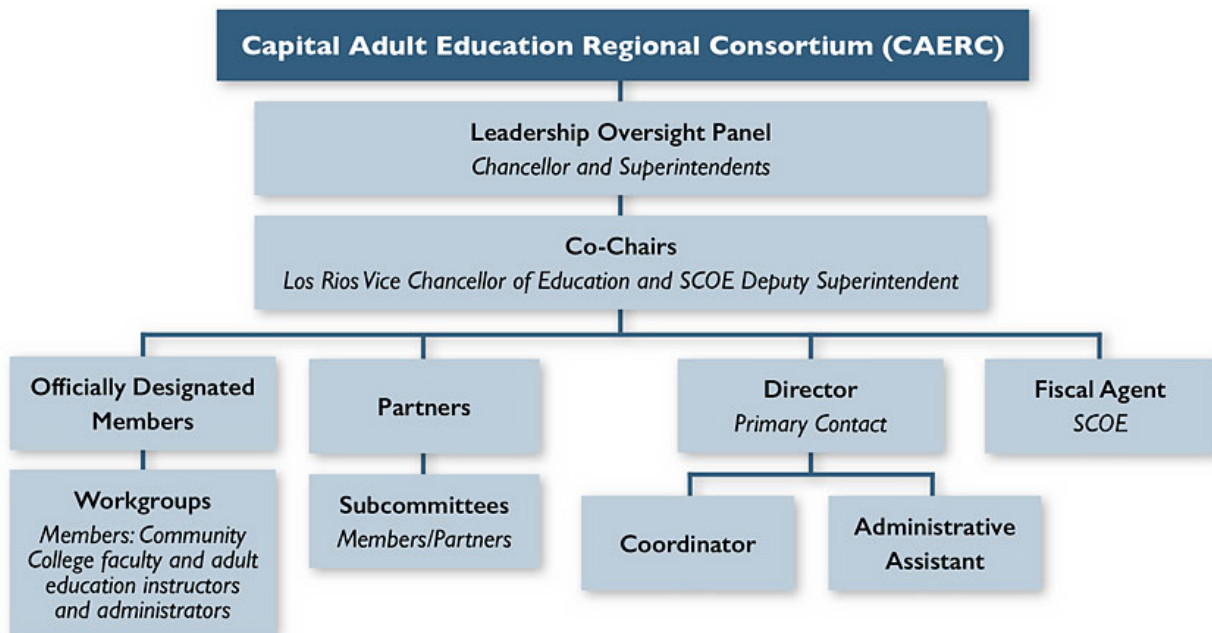 Capital Adult Education Regional Consortium (CAERC)
Leadership Oversight Panel
Chancellor and Superintendents
Co-Chairs
Los Rios Vice Chancellor of Education and SCOE Deputy Superintendent
Officially Designated
Members
Partners
Director
Primary Contact
Fiscal Agent
SCOE
Workgroups
Members: Community
College faculty and adult
education instructors
and administrators
Subcommittees
Members/Partners
Coordinator
Administrative
Assistant